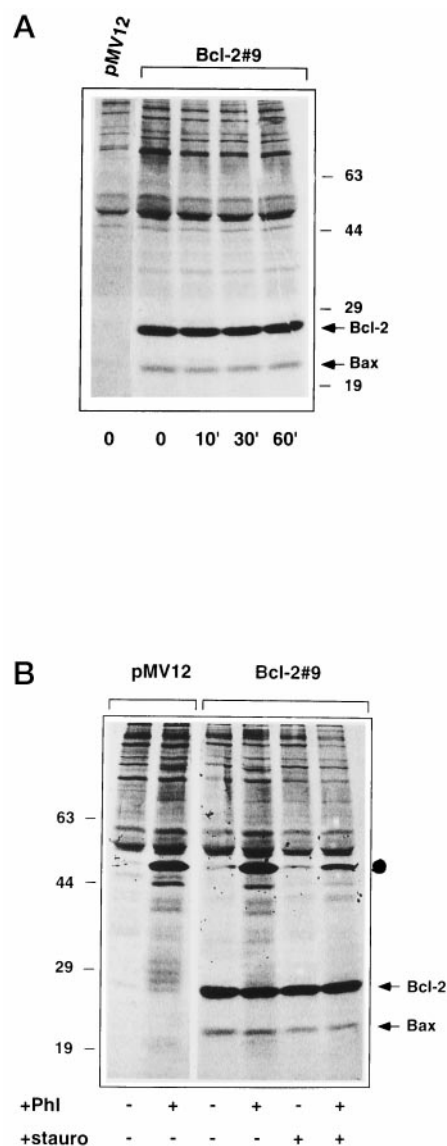 A
pMV12
Bcl-2#9
63
44
29
Bcl-2
Bax
19
0 0 10' 30' 60'
B
pMV12 Bcl-2#9
63
44
29
Bcl-2
Bax
19
+PhI - + - + - +
+stauro - - - - + +